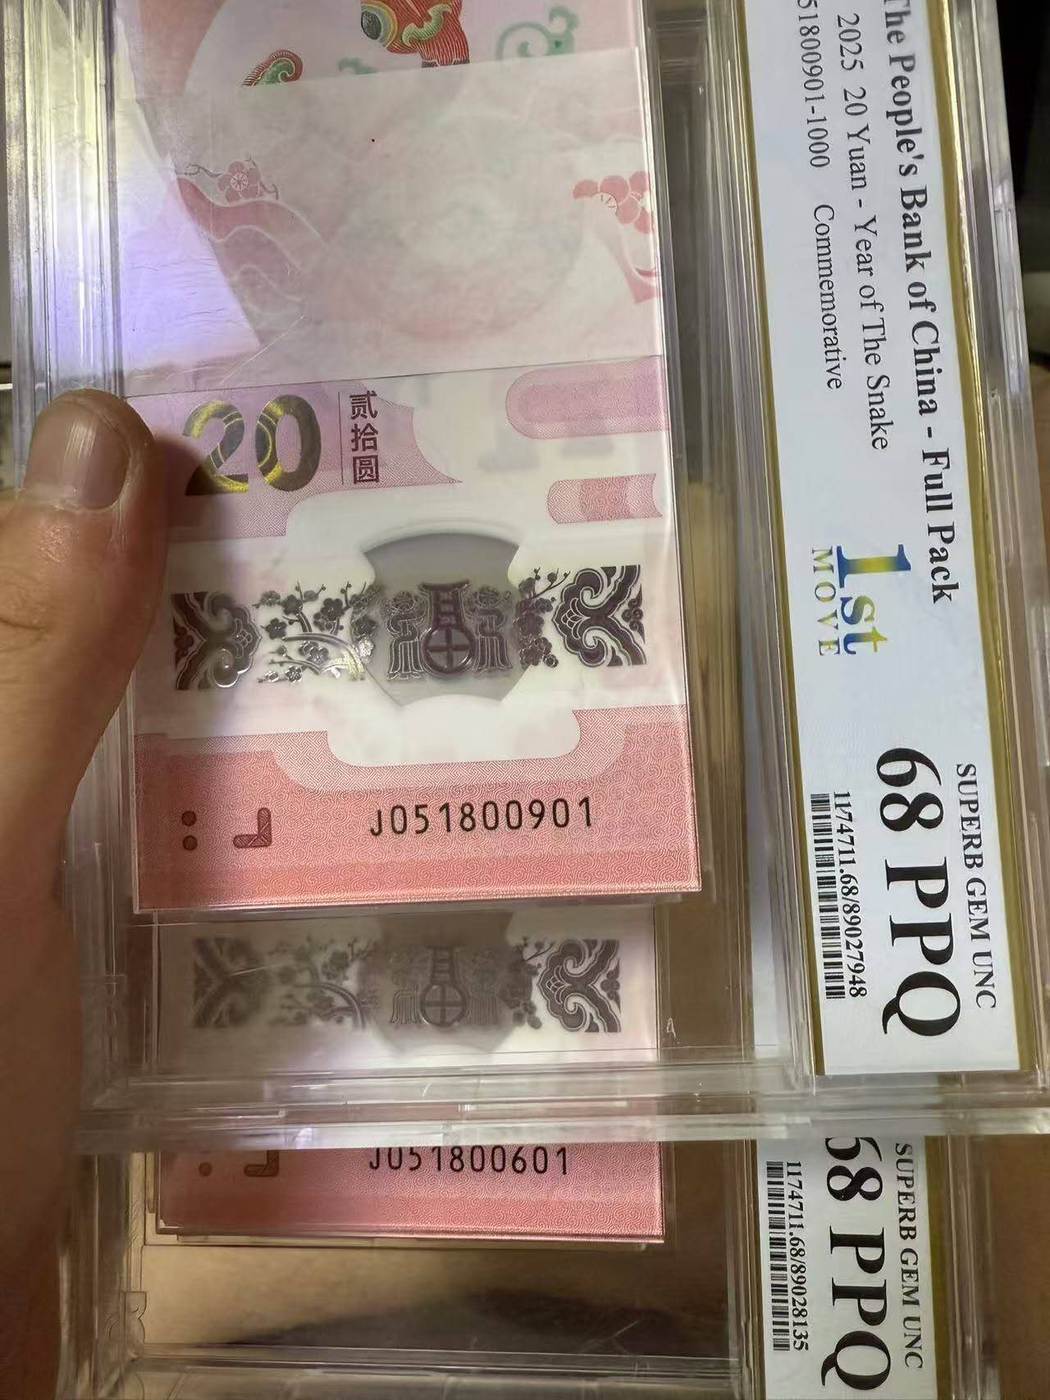 The People's Bank of China - Full Pack
2025 20 Yuan - Year of The Snake
51800901-1000 Commemorative
1st
MOVE
SUPERB GEM UNC
68 PPQ
1174711.68/89027948
20
贰拾圆
J051800901
J051800601
SUPERB GEM UNC
68 PPQ
1174711.68/89028135